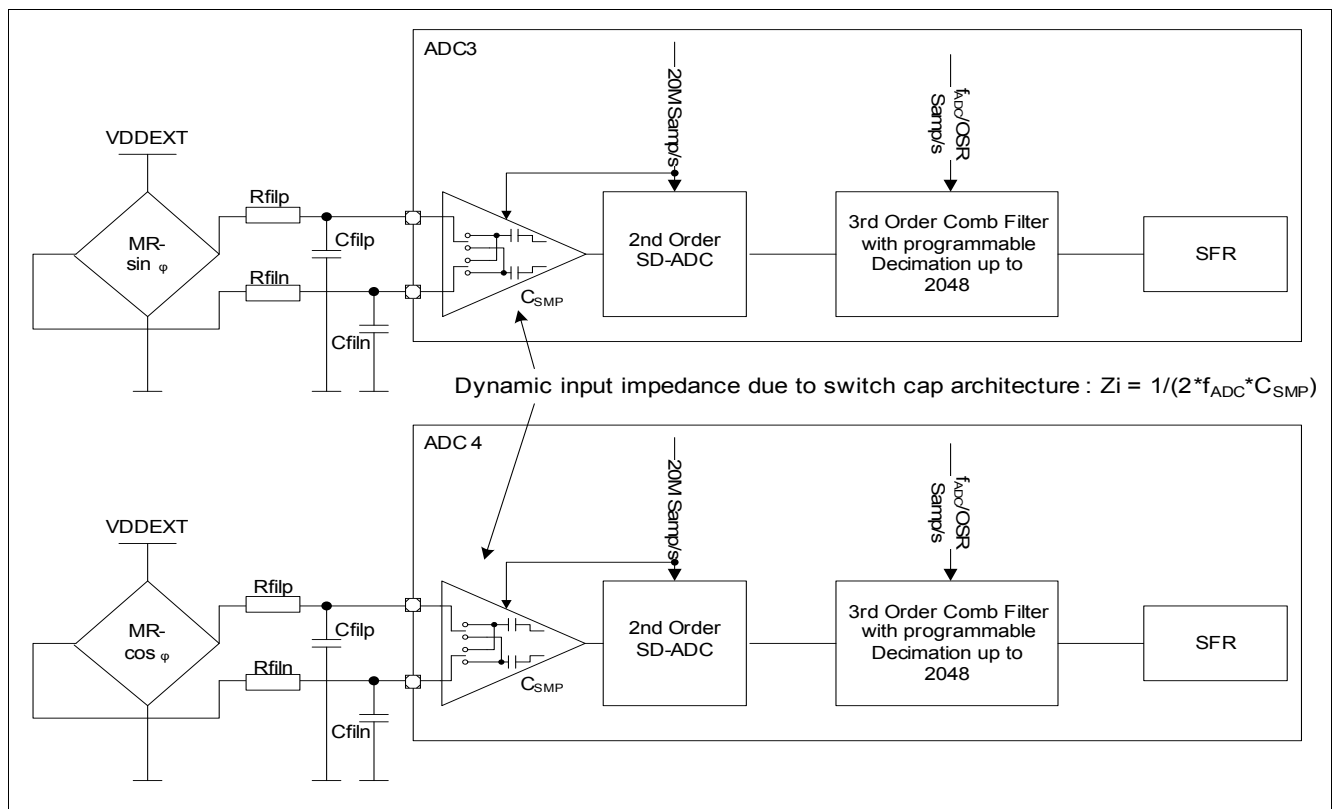 ADC3
20M Samp/s
fADC/OSR
Samp/s
VDDEXT
Rfilp
MR-
sin φ
Cfilp
Rfiln
Cfiln
CSMP
2nd Order
SD-ADC
3rd Order Comb Filter
with programmable
Decimation up to
2048
SFR
Dynamic input impedance due to switch cap architecture : Zi = 1/(2*fADC*CSMP)
ADC 4
20M Samp/s
fADC/OSR
Samp/s
VDDEXT
Rfilp
MR-
cos φ
Cfilp
Rfiln
Cfiln
CSMP
2nd Order
SD-ADC
3rd Order Comb Filter
with programmable
Decimation up to
2048
SFR